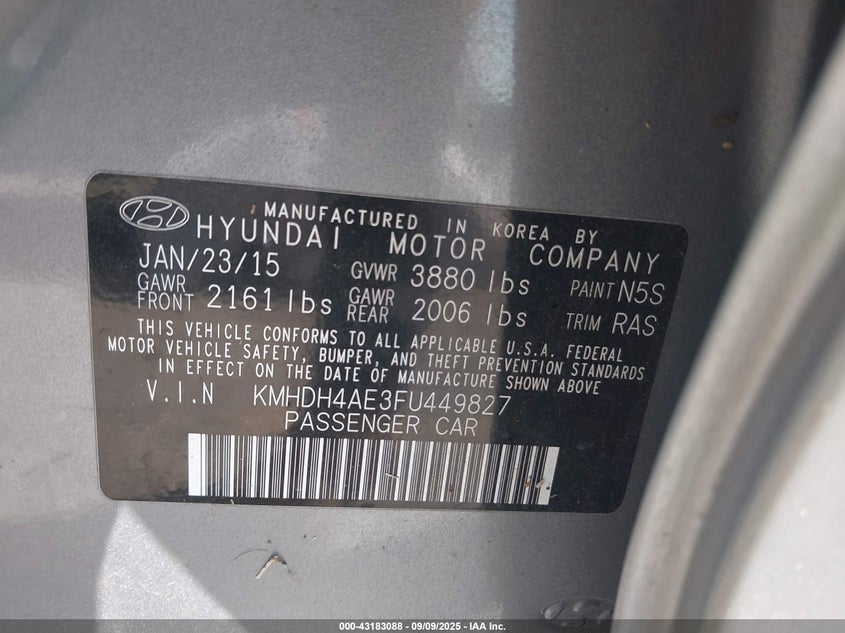 MANUFACTURED IN KOREA BY
HYUNDAI MOTOR COMPANY
JAN/23/15 GVWR 3880 lbs PAINT N5S
GAWR FRONT 2161 lbs GAWR REAR 2006 lbs TRIM RAS
THIS VEHICLE CONFORMS TO ALL APPLICABLE U.S.A. FEDERAL
MOTOR VEHICLE SAFETY, BUMPER, AND THEFT PREVENTION STANDARDS
IN EFFECT ON THE DATE OF MANUFACTURE SHOWN ABOVE
V.I.N KMHDH4AE3FU449827
PASSENGER CAR
000-43183088 - 09/09/2025 - IAA Inc.